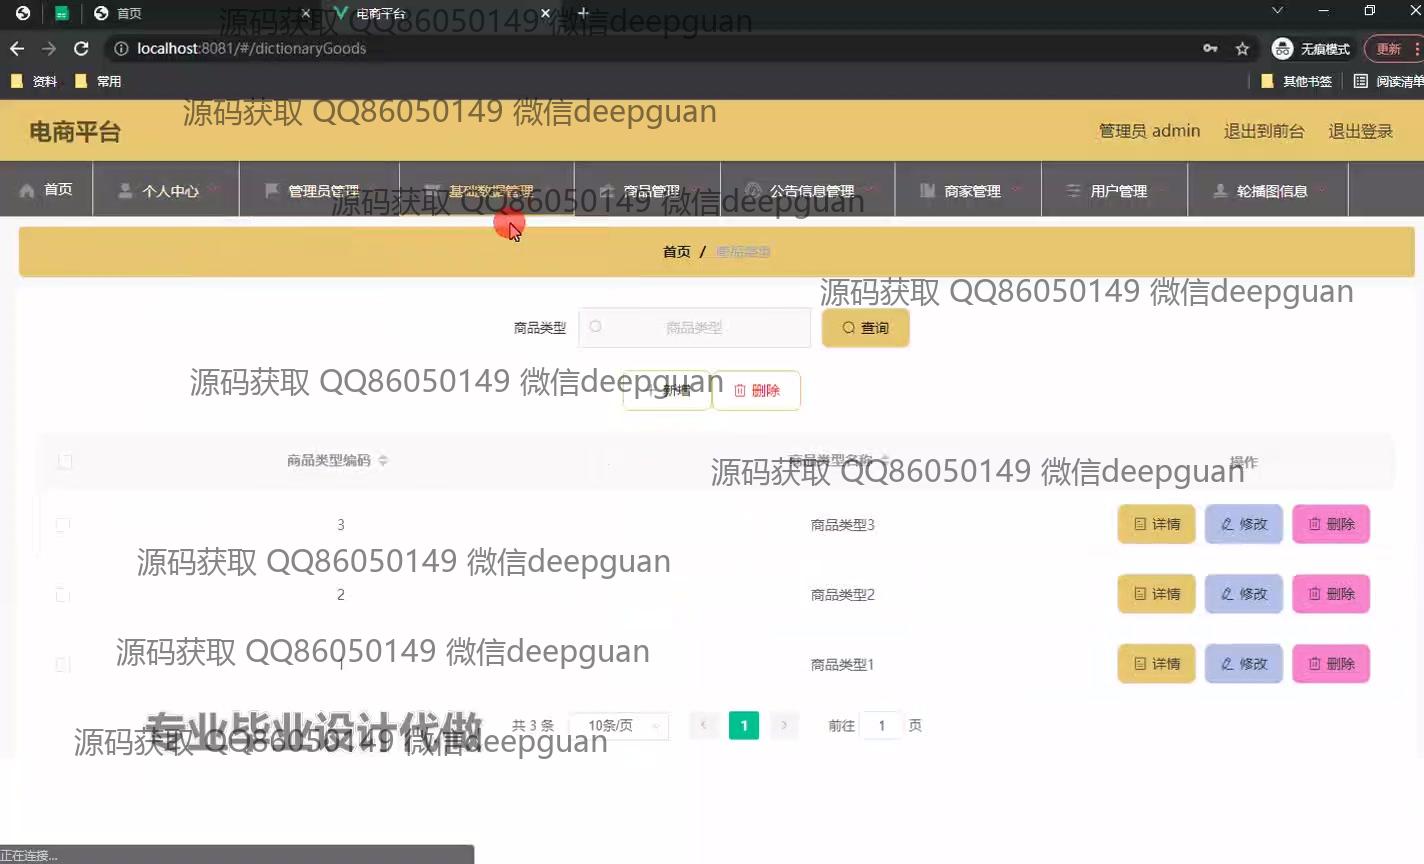 首页
电商平台
源码获取 QQ86050149 微信deepguan
localhost:8081/#/dictionaryGoods
无痕模式
更新
资料
常用
其他书签
阅读清单
源码获取 QQ86050149 微信deepguan
电商平台
管理员 admin
退出到前台
退出登录
首页
个人中心
管理员管理
基础数据管理
商品管理
公告信息管理
商家管理
用户管理
轮播图信息
源码获取 QQ86050149 微信deepguan
首页 /
源码获取 QQ86050149 微信deepguan
商品类型
商品类型
查询
源码获取 QQ86050149 微信deepguan
新增
删除
商品类型编码
商品类型名称
操作
源码获取 QQ86050149 微信deepguan
3
商品类型3
详情
修改
删除
源码获取 QQ86050149 微信deepguan
2
商品类型2
详情
修改
删除
源码获取 QQ86050149 微信deepguan
商品类型1
详情
修改
删除
专业毕业设计代做
共 3 条
10条/页
1
前往
1
页
源码获取 QQ86050149 微信deepguan
正在连接...